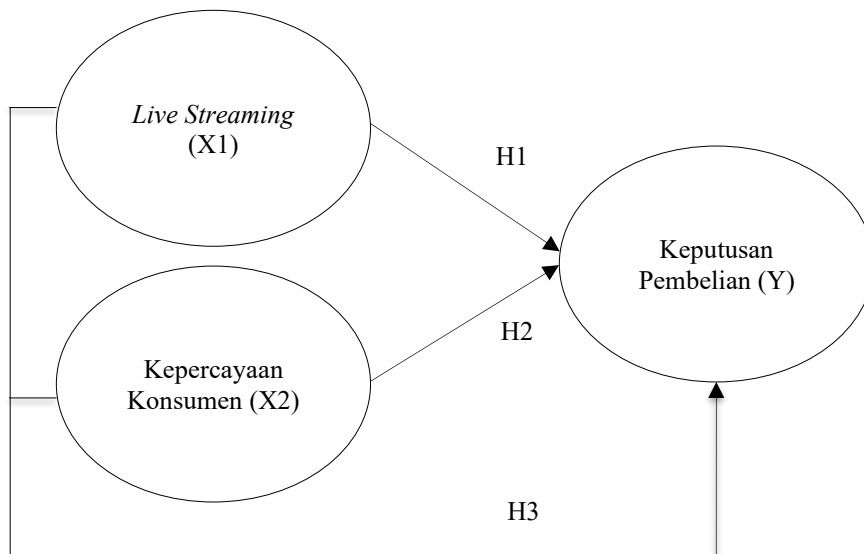 Live Streaming
(X1)
H1
Keputusan
Pembelian (Y)
H2
Kepercayaan
Konsumen (X2)
H3